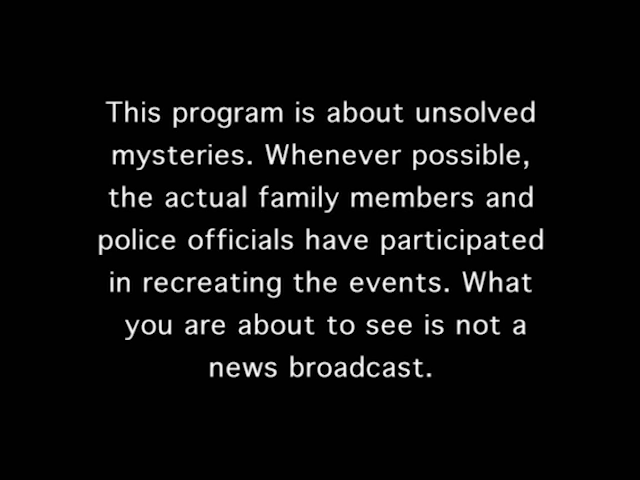 This program is about unsolved
mysteries. Whenever possible,
the actual family members and
police officials have participated
in recreating the events. What
you are about to see is not a
news broadcast.